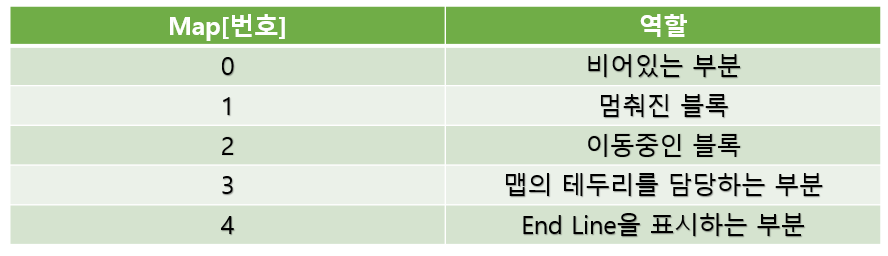 Map[번호] 역할
0 비어있는 부분
1 멈춰진 블록
2 이동중인 블록
3 맵의 테두리를 담당하는 부분
4 End Line을 표시하는 부분